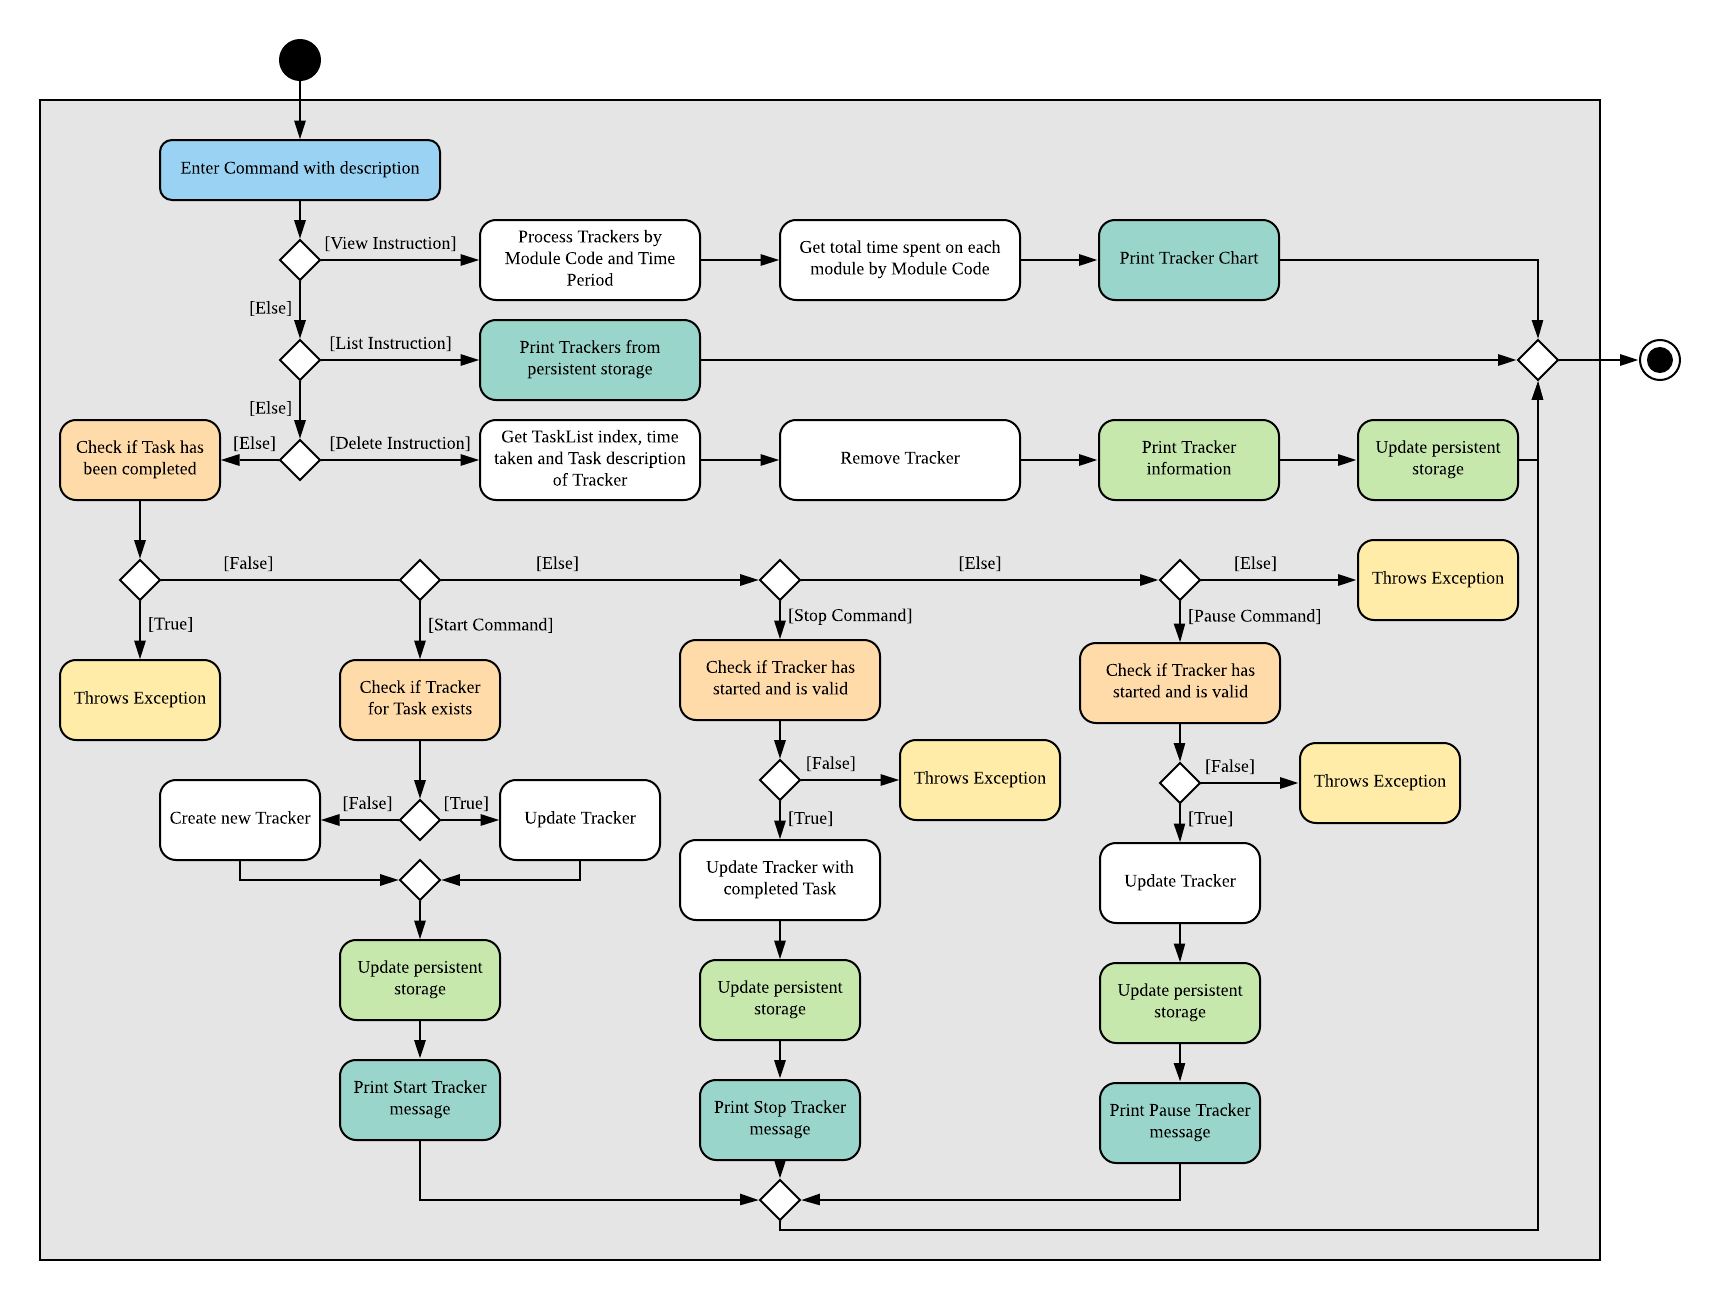 Enter Command with description
[View Instruction]
Process Trackers by
Module Code and Time
Period
Get total time spent on each
module by Module Code
Print Tracker Chart
[Else]
[List Instruction]
Print Trackers from
persistent storage
[Else]
Check if Task has
been completed
[Else]
[Delete Instruction]
Get TaskList index, time
taken and Task description
of Tracker
Remove Tracker
Print Tracker
information
Update persistent
storage
[False]
[Else]
[Else]
[Else]
Throws Exception
[True]
[Start Command]
[Stop Command]
[Pause Command]
Throws Exception
Check if Tracker
for Task exists
Check if Tracker has
started and is valid
Check if Tracker has
started and is valid
[False]
Throws Exception
[False]
Throws Exception
Create new Tracker
[False]
[True]
Update Tracker
[True]
[True]
Update Tracker with
completed Task
Update Tracker
Update persistent
storage
Update persistent
storage
Update persistent
storage
Print Start Tracker
message
Print Stop Tracker
message
Print Pause Tracker
message